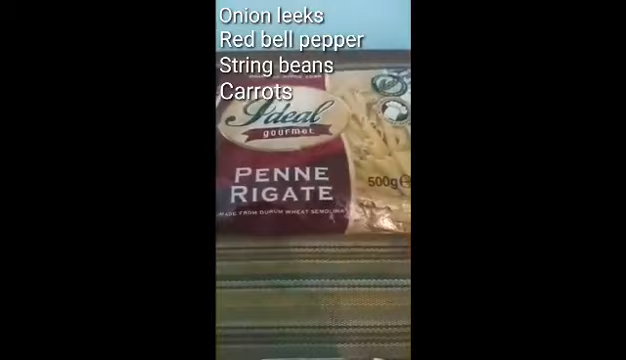 Onion leeks
Red bell pepper
String beans
Carrots
Ideal
gourmet
PENNE
RIGATE
500g
MADE FROM DURUM WHEAT SEMOLINA